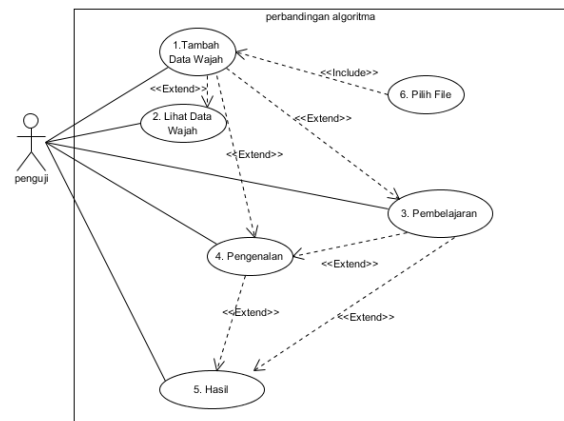 perbandingan algoritma
1.Tambah
Data Wajah
<<Include>>
6. Pilih File
<<Extend>>
2. Lihat Data
Wajah
penguji
<<Extend>>
<<Extend>>
3. Pembelajaran
4. Pengenalan
<<Extend>>
<<Extend>>
<<Extend>>
5. Hasil